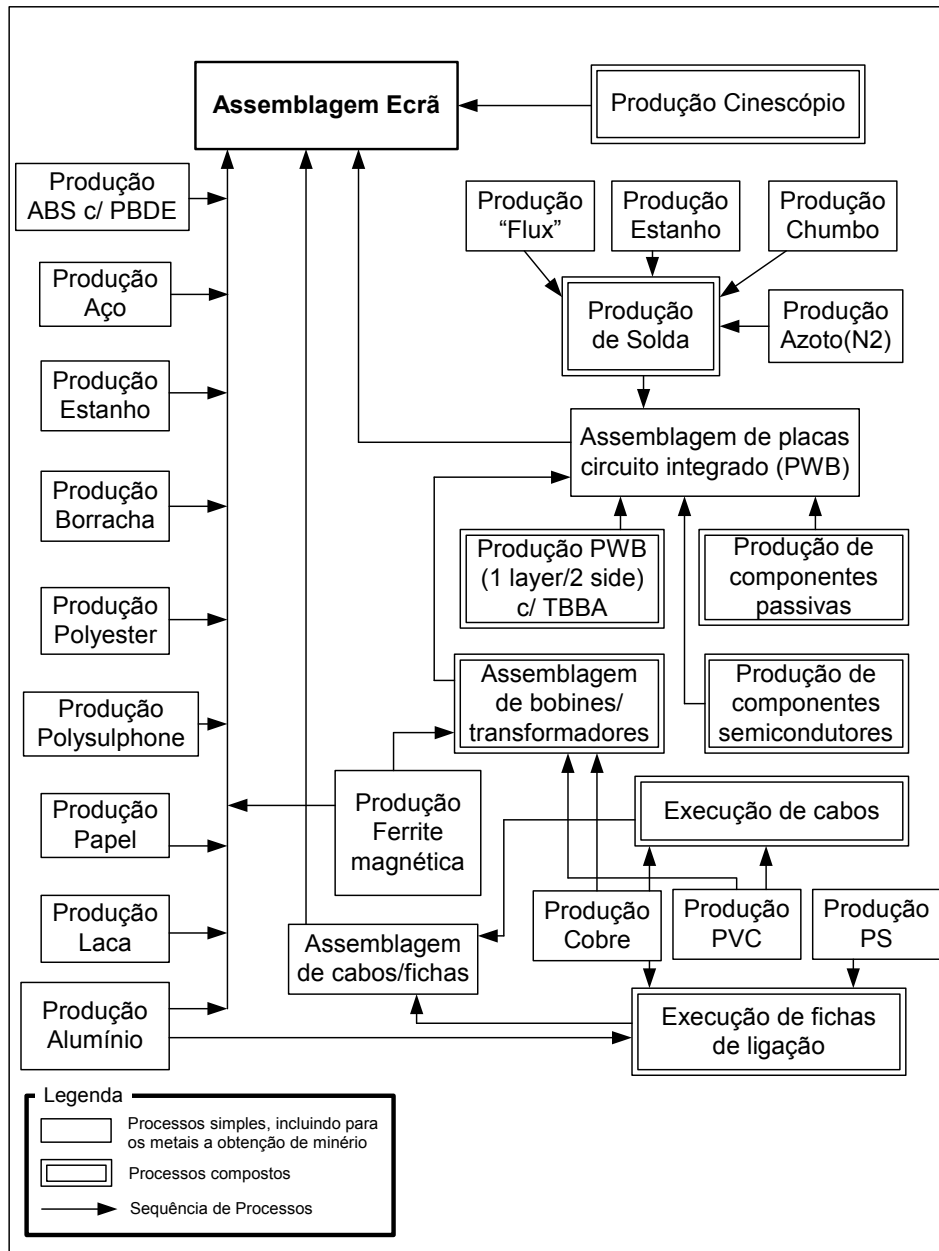 Assemblagem Ecrã
Produção Cinescópio
Produção
ABS c/ PBDE
Produção
“Flux”
Produção
Estanho
Produção
Chumbo
Produção
Aço
Produção
de Solda
Produção
Azoto(N2)
Produção
Estanho
Assemblagem de placas
circuito integrado (PWB)
Produção
Borracha
Produção PWB
(1 layer/2 side)
c/ TBBA
Produção de
componentes
passivas
Produção
Polyester
Assemblagem
de bobines/
transformadores
Produção de
componentes
semicondutores
Produção
Polysulphone
Produção
Ferrite
magnética
Execução de cabos
Produção
Papel
Produção
Cobre
Produção
PVC
Produção
PS
Produção
Laca
Assemblagem
de cabos/fichas
Produção
Alumínio
Execução de fichas
de ligação
Legenda
Processos simples, incluindo para
os metais a obtenção de minério
Processos compostos
Sequência de Processos